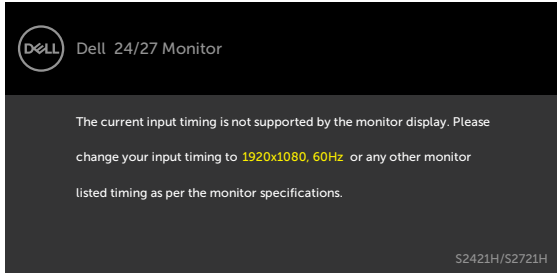 DELL
Dell 24/27 Monitor
The current input timing is not supported by the monitor display. Please
change your input timing to 1920x1080, 60Hz or any other monitor
listed timing as per the monitor specifications.
S2421H/S2721H